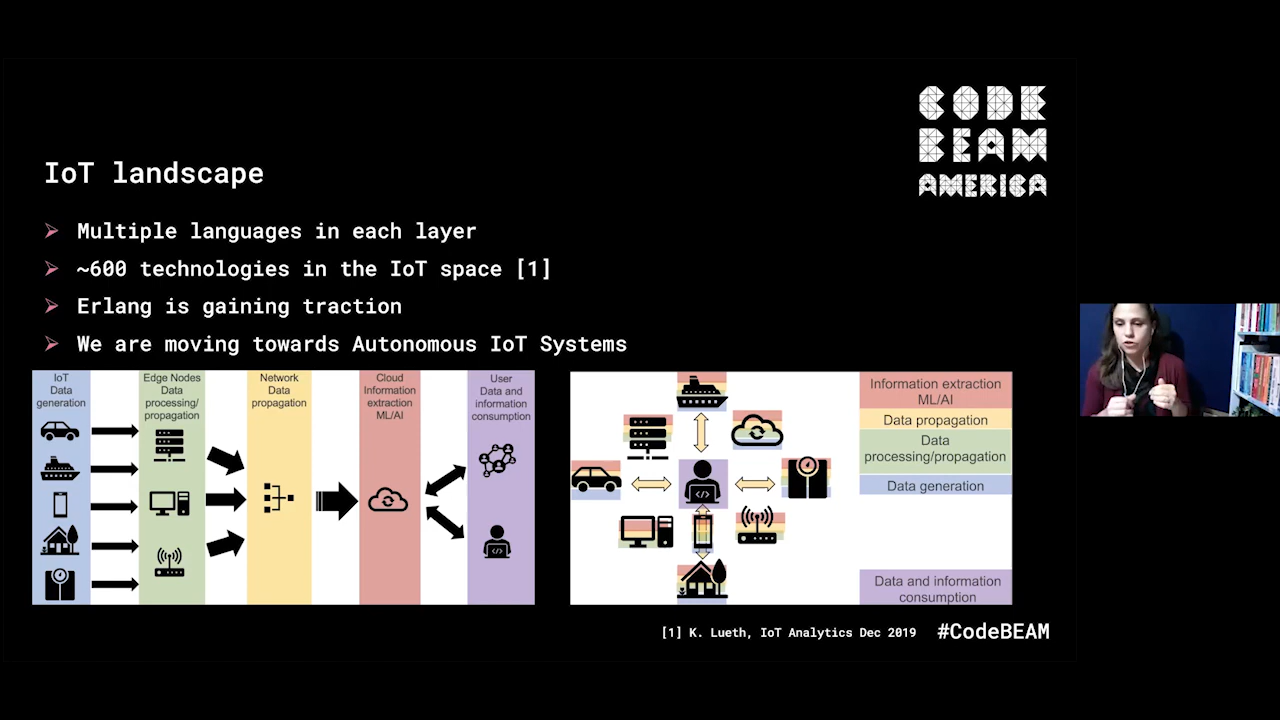 CODE
BEAM
AMERICA
IoT landscape
➢ Multiple languages in each layer
➢ ~600 technologies in the IoT space [1]
➢ Erlang is gaining traction
➢ We are moving towards Autonomous IoT Systems
IoT
Data
generation
Edge Nodes
Data
processing/
propagation
Network
Data
propagation
Cloud
Information
extraction
ML/AI
User
Data and
information
consumption
Information extraction
ML/AI
Data propagation
Data
processing/propagation
Data generation
Data and information
consumption
[1] K. Lueth, IoT Analytics Dec 2019
#CodeBEAM